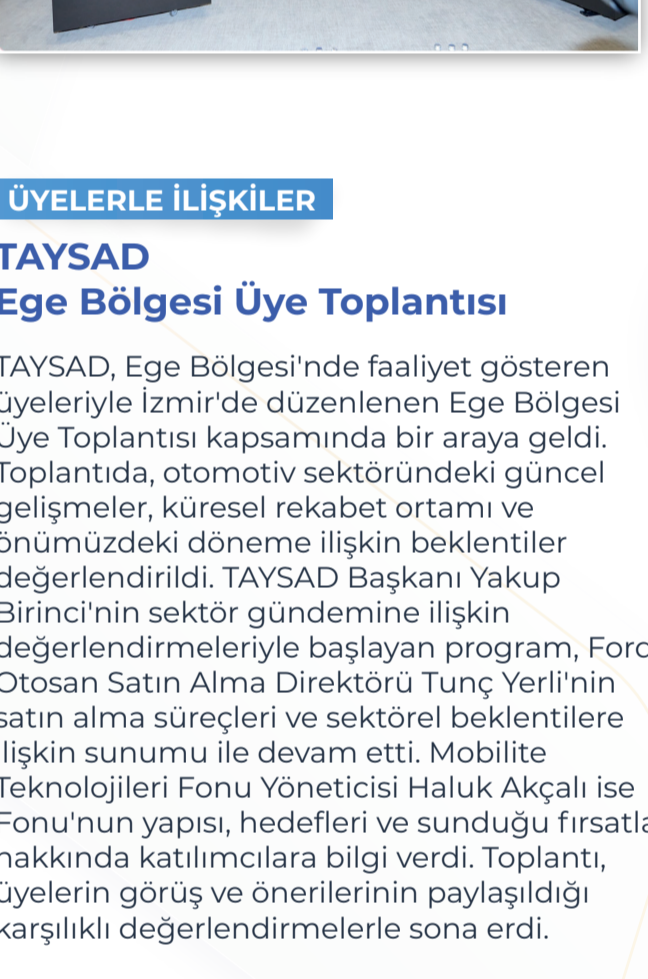 ÜYELERLE İLİŞKİLER
TAYSAD
Ege Bölgesi Üye Toplantısı
TAYSAD, Ege Bölgesi'nde faaliyet gösteren
üyeleriyle İzmir'de düzenlenen Ege Bölgesi
Üye Toplantısı kapsamında bir araya geldi.
Toplantıda, otomotiv sektöründeki güncel
gelişmeler, küresel rekabet ortamı ve
önümüzdeki döneme ilişkin beklentiler
değerlendirildi. TAYSAD Başkanı Yakup
Birinci'nin sektör gündemine ilişkin
değerlendirmeleriyle başlayan program, Ford
Otosan Satın Alma Direktörü Tunç Yerli'nin
satın alma süreçleri ve sektörel beklentilere
ilişkin sunumu ile devam etti. Mobilite
Teknolojileri Fonu Yöneticisi Haluk Akçalı ise
Fonu'nun yapısı, hedefleri ve sunduğu fırsatla
hakkında katılımcılara bilgi verdi. Toplantı,
üyelerin görüş ve önerilerinin paylaşıldığı
karşılıklı değerlendirmelerle sona erdi.